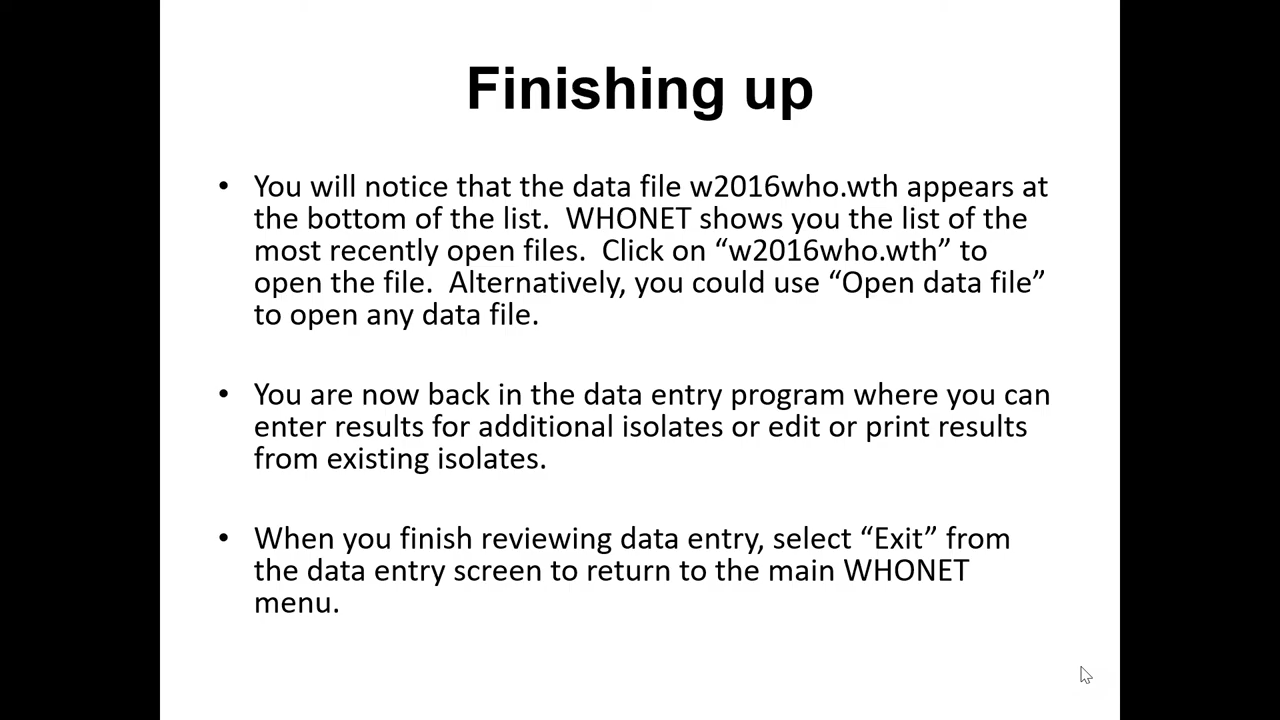 Finishing up
• You will notice that the data file w2016who.wth appears at
the bottom of the list.  WHONET shows you the list of the
most recently open files.  Click on “w2016who.wth” to
open the file.  Alternatively, you could use “Open data file”
to open any data file.
• You are now back in the data entry program where you can
enter results for additional isolates or edit or print results
from existing isolates.
• When you finish reviewing data entry, select “Exit” from
the data entry screen to return to the main WHONET
menu.